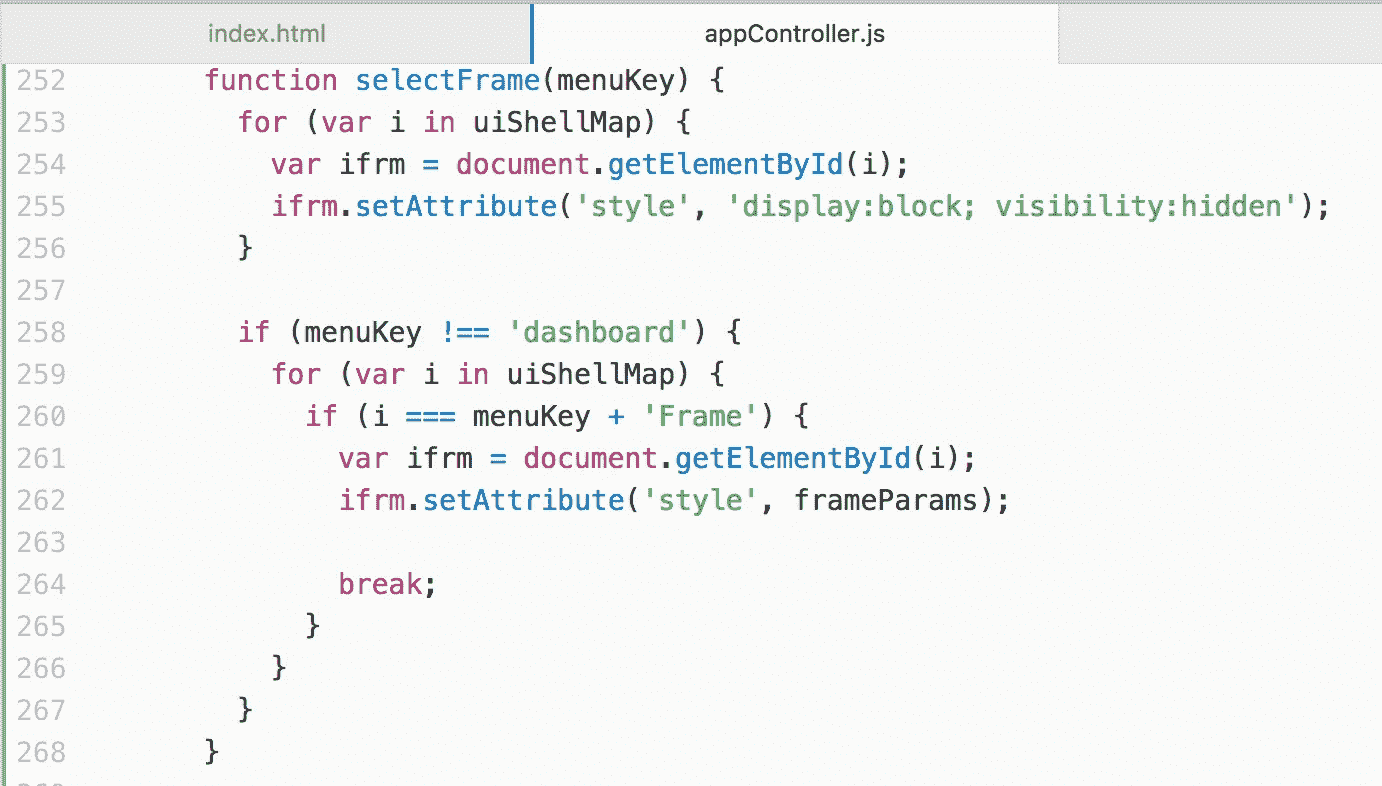 index.html appController.js
252 function selectFrame(menuKey) {
253 for (var i in uiShellMap) {
254 var ifrm = document.getElementById(i);
255 ifrm.setAttribute('style', 'display:block; visibility:hidden');
256 }
257
258 if (menuKey !== 'dashboard') {
259 for (var i in uiShellMap) {
260 if (i === menuKey + 'Frame') {
261 var ifrm = document.getElementById(i);
262 ifrm.setAttribute('style', frameParams);
263
264 break;
265 }
266 }
267 }
268 }